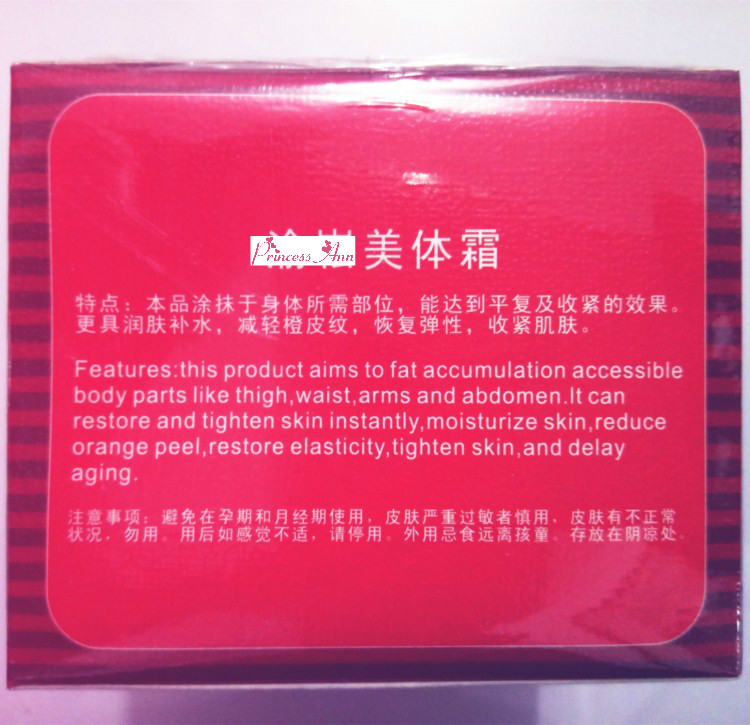 Princess Ann
美体霜
特点：本品涂抹于身体所需部位，能达到平复及收紧的效果。
更具润肤补水，减轻橙皮纹，恢复弹性，收紧肌肤。
Features:this product aims to fat accumulation accessible
body parts like thigh,waist,arms and abdomen.It can
restore and tighten skin instantly,moisturize skin,reduce
orange peel,restore elasticity,tighten skin,and delay
aging.
注意事项：避免在孕期和月经期使用，皮肤严重过敏者慎用，皮肤有不正常
状况，勿用。用后如感觉不适，请停用。外用忌食远离孩童。存放在阴凉处。